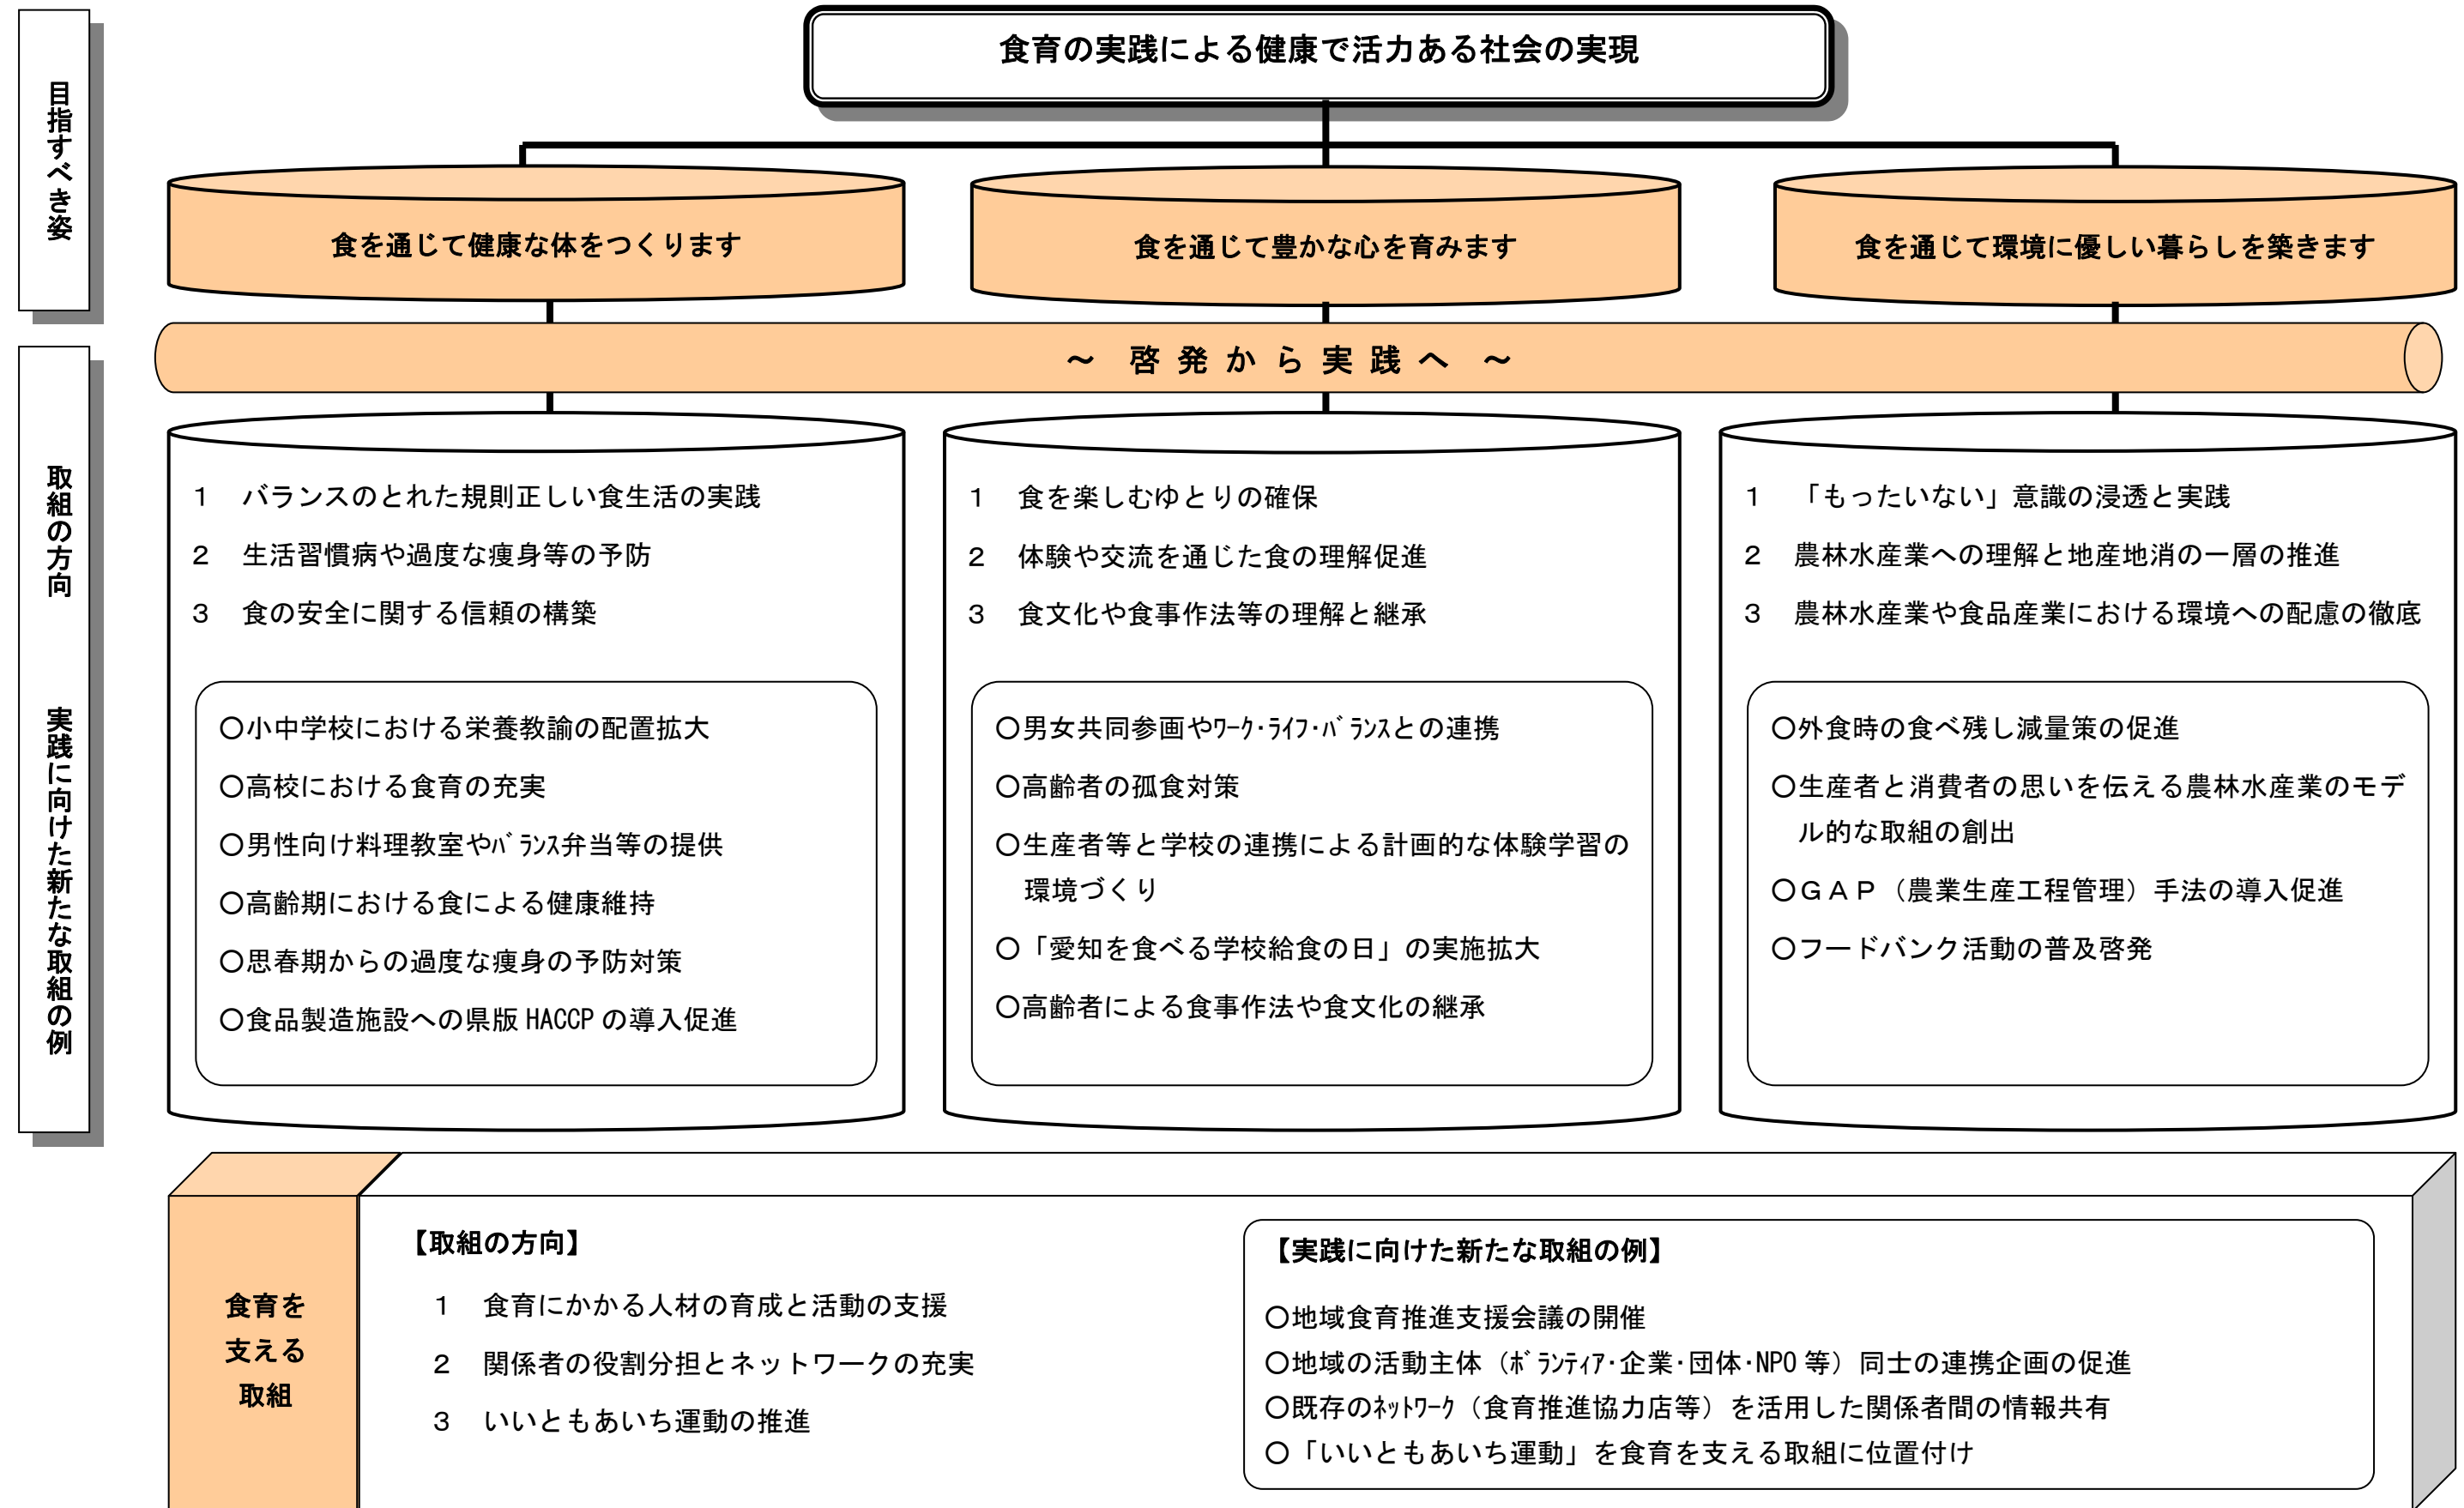 目指すべき姿
食育の実践による健康で活力ある社会の実現
食を通じて健康な体をつくります
食を通じて豊かな心を育みます
食を通じて環境に優しい暮らしを築きます
～ 啓発から実践へ ～
取組の方向 実践に向けた新たな取組の例
1 バランスのとれた規則正しい食生活の実践
2 生活習慣病や過度な痩身等の予防
3 食の安全に関する信頼の構築
○小中学校における栄養教諭の配置拡大
○高校における食育の充実
○男性向け料理教室やﾊﾞﾗﾝｽ弁当等の提供
○高齢期における食による健康維持
○思春期からの過度な痩身の予防対策
○食品製造施設への県版 HACCP の導入促進
1 食を楽しむゆとりの確保
2 体験や交流を通じた食の理解促進
3 食文化や食事作法等の理解と継承
○男女共同参画やﾜｰｸ･ﾗｲﾌ･ﾊﾞﾗﾝｽとの連携
○高齢者の孤食対策
○生産者等と学校の連携による計画的な体験学習の
環境づくり
○「愛知を食べる学校給食の日」の実施拡大
○高齢者による食事作法や食文化の継承
1 「もったいない」意識の浸透と実践
2 農林水産業への理解と地産地消の一層の推進
3 農林水産業や食品産業における環境への配慮の徹底
○外食時の食べ残し減量策の促進
○生産者と消費者の思いを伝える農林水産業のモデ
ル的な取組の創出
○ＧＡＰ（農業生産工程管理）手法の導入促進
○フードバンク活動の普及啓発
食育を
支える
取組
【取組の方向】
1 食育にかかる人材の育成と活動の支援
2 関係者の役割分担とネットワークの充実
3 いいともあいち運動の推進
【実践に向けた新たな取組の例】
○地域食育推進支援会議の開催
○地域の活動主体（ﾎﾞﾗﾝﾃｨｱ･企業･団体･NPO 等）同士の連携企画の促進
○既存のﾈｯﾄﾜｰｸ（食育推進協力店等）を活用した関係者間の情報共有
○「いいともあいち運動」を食育を支える取組に位置付け